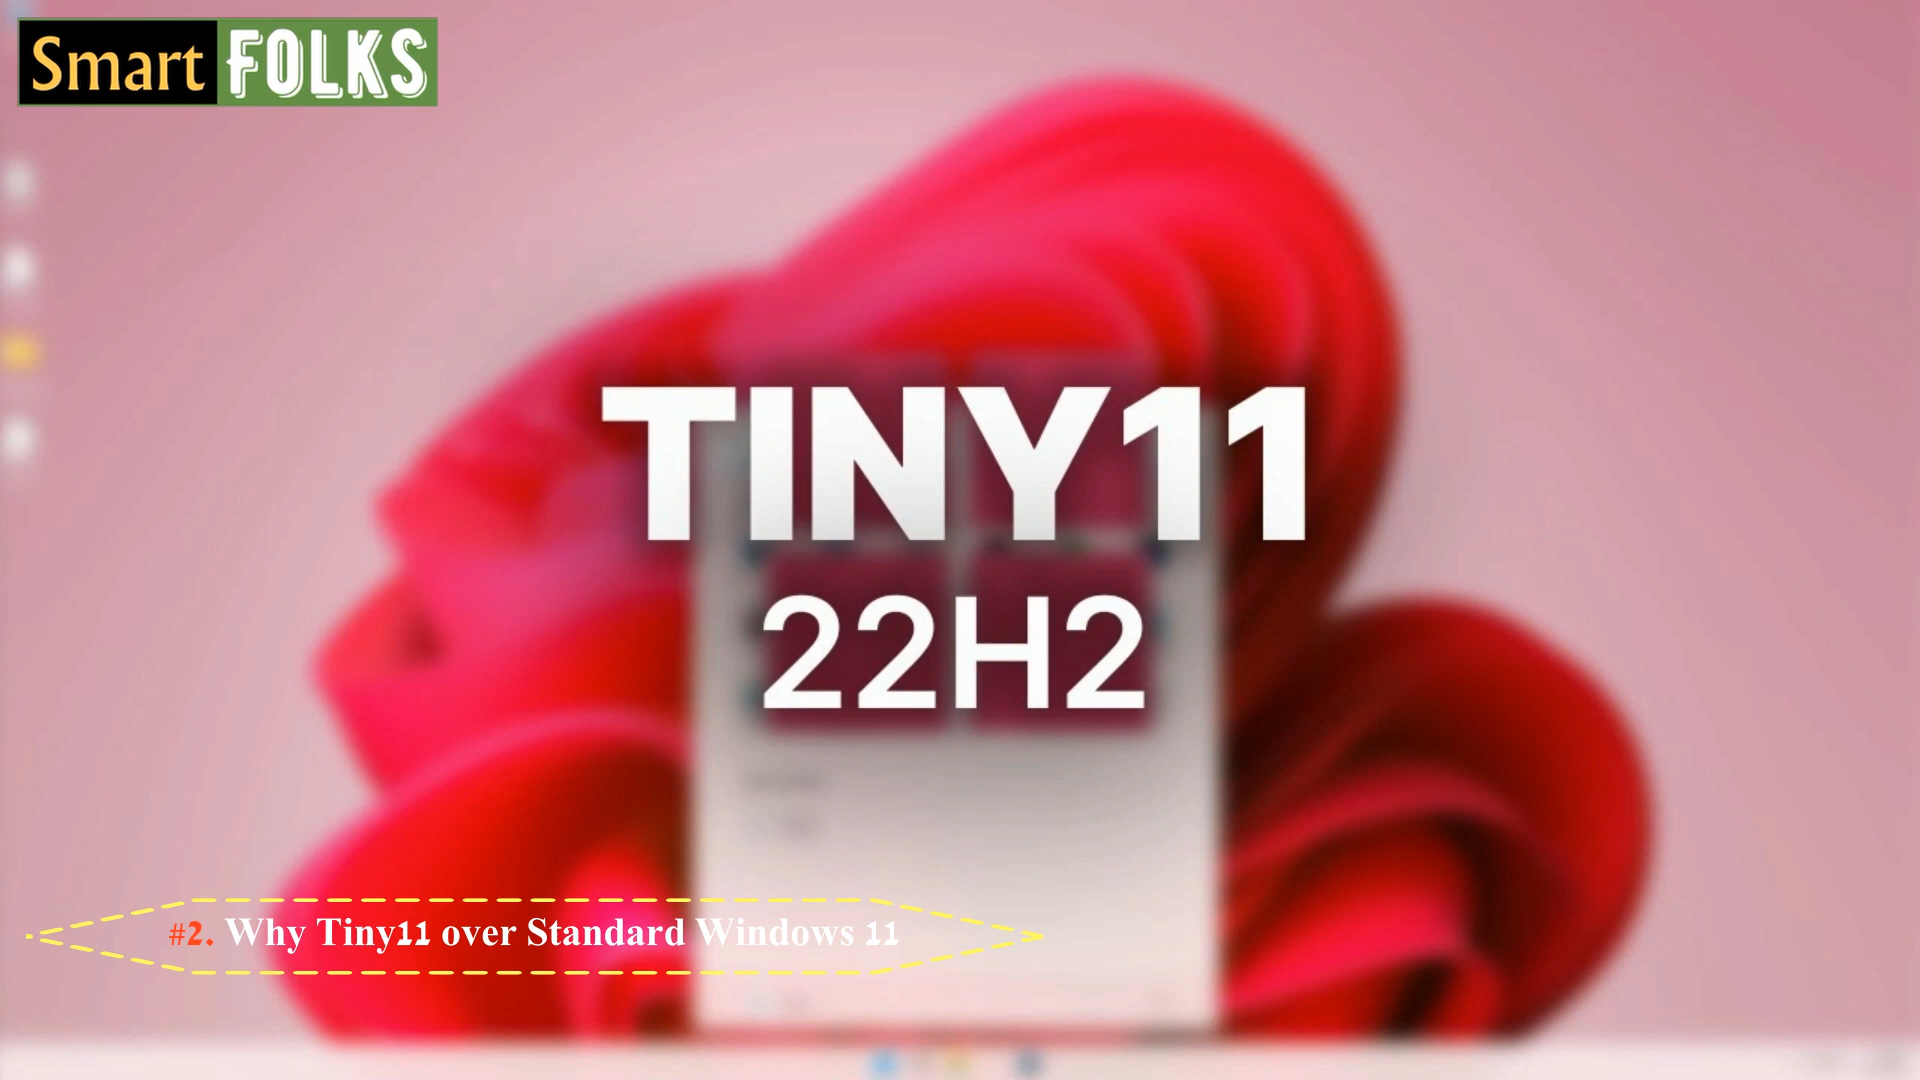 Smart FOLKS
TINY11
22H2
#2. Why Tiny11 over Standard Windows 11